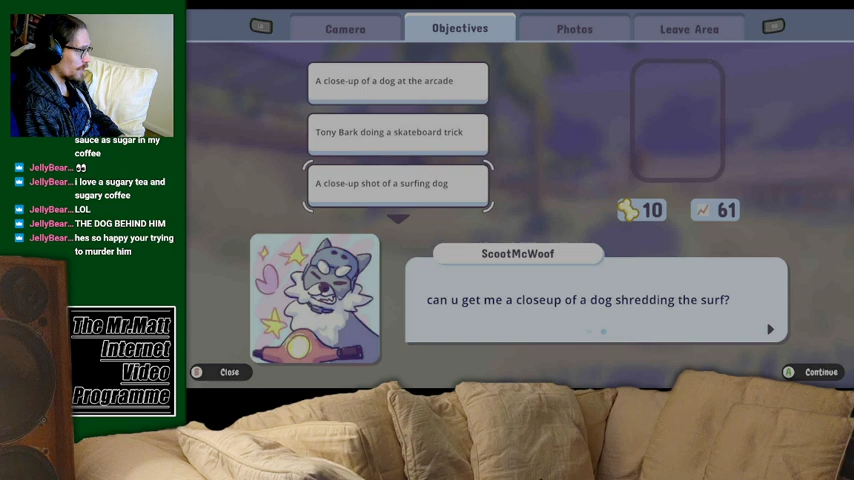 Camera
Objectives
Photos
Leave Area
A close-up of a dog at the arcade
Tony Bark doing a skateboard trick
A close-up shot of a surfing dog
10
61
ScootMcWoof
can u get me a closeup of a dog shredding the surf?
Close
Continue
sauce as sugar in my
coffee
JellyBear... 👀
JellyBear... i love a sugary tea and
sugary coffee
JellyBear... LOL
JellyBear... THE DOG BEHIND HIM
JellyBear... hes so happy your trying
to murder him
The Mr.Matt
Internet
Video
Programme